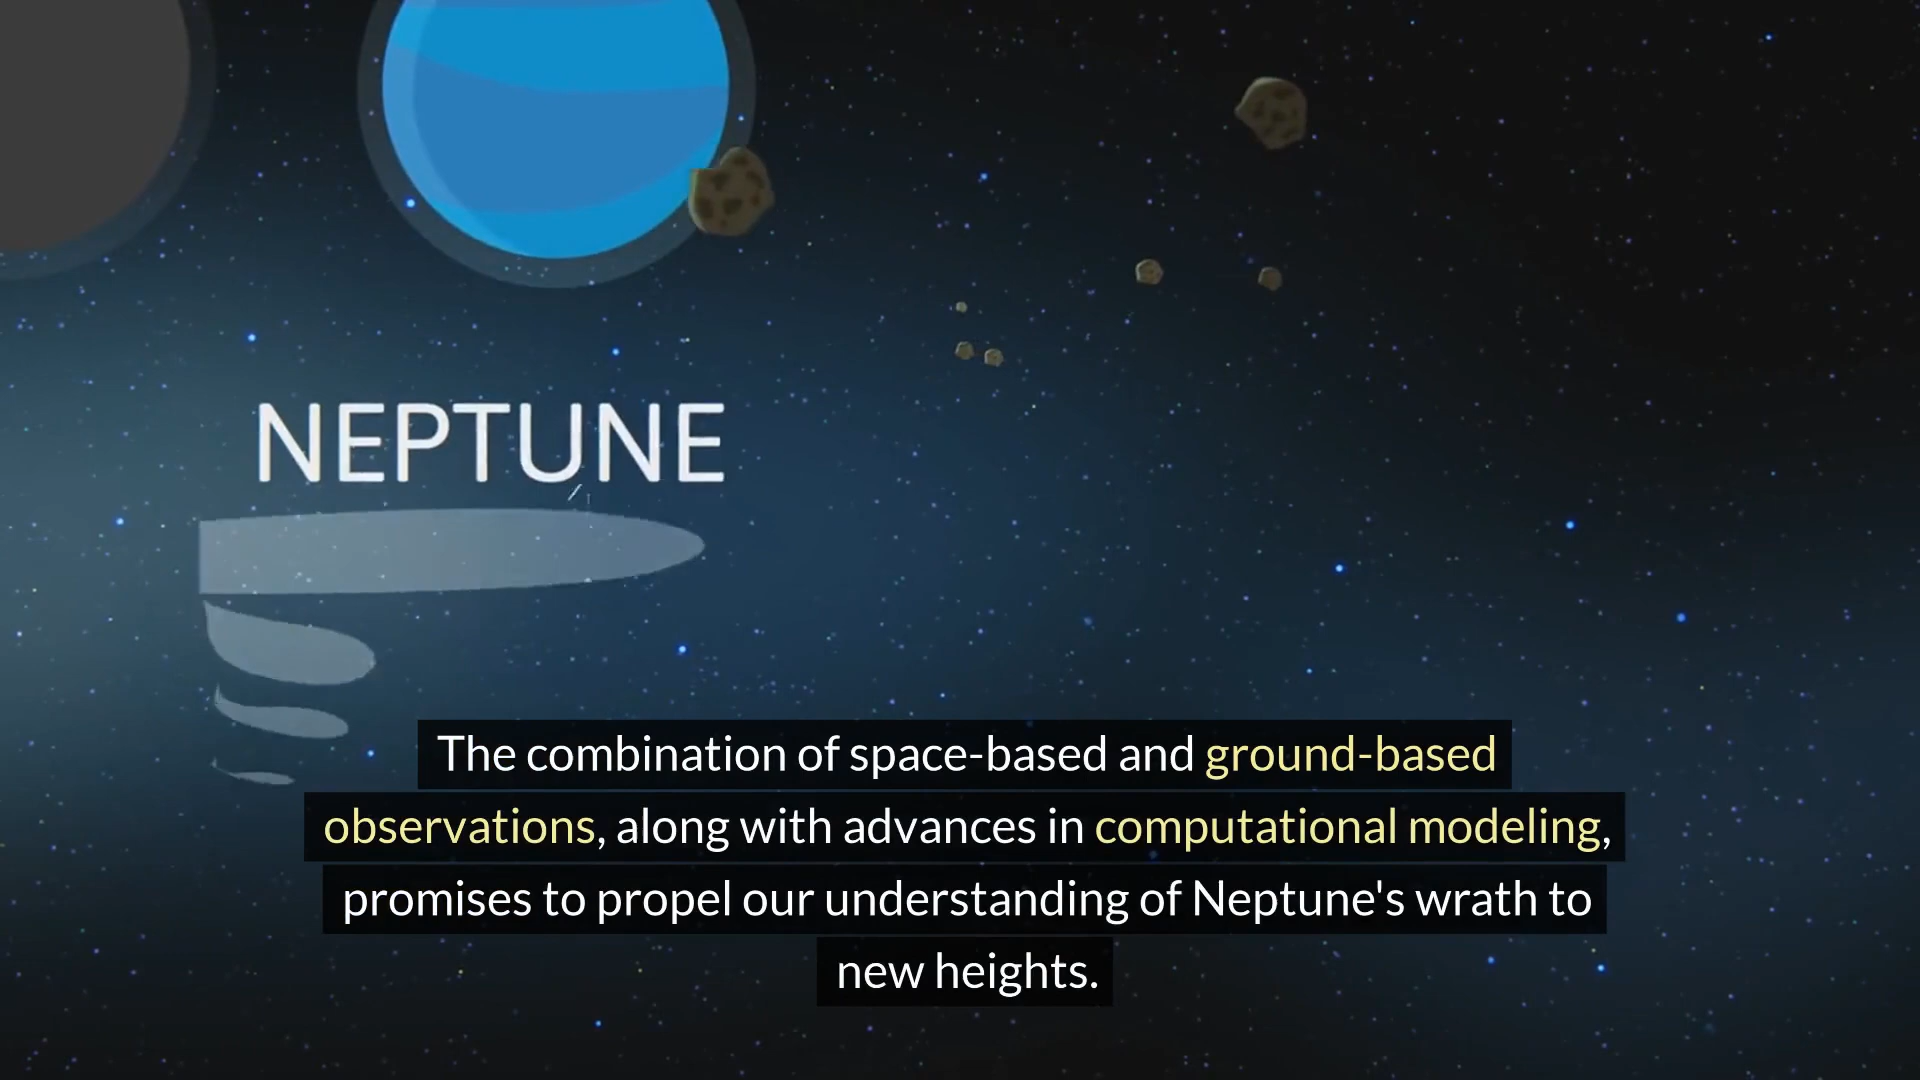 NEPTUNE
The combination of space-based and ground-based
observations, along with advances in computational modeling,
promises to propel our understanding of Neptune's wrath to
new heights.